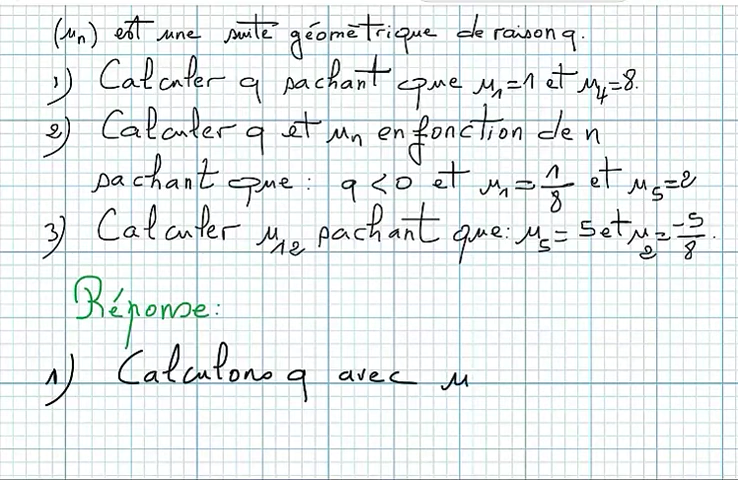 (uₙ) est une suite géométrique de raison q.
1) Calculer q sachant que u₁=1 et u₄=8.
2) Calculer q et uₙ en fonction de n
sachant que : q<0 et u₁=1/8 et u₅=2
3) Calculer u₁₂ sachant que: u₅=5 et u₂=-5/8.
Réponse:
1) Calculons q avec u